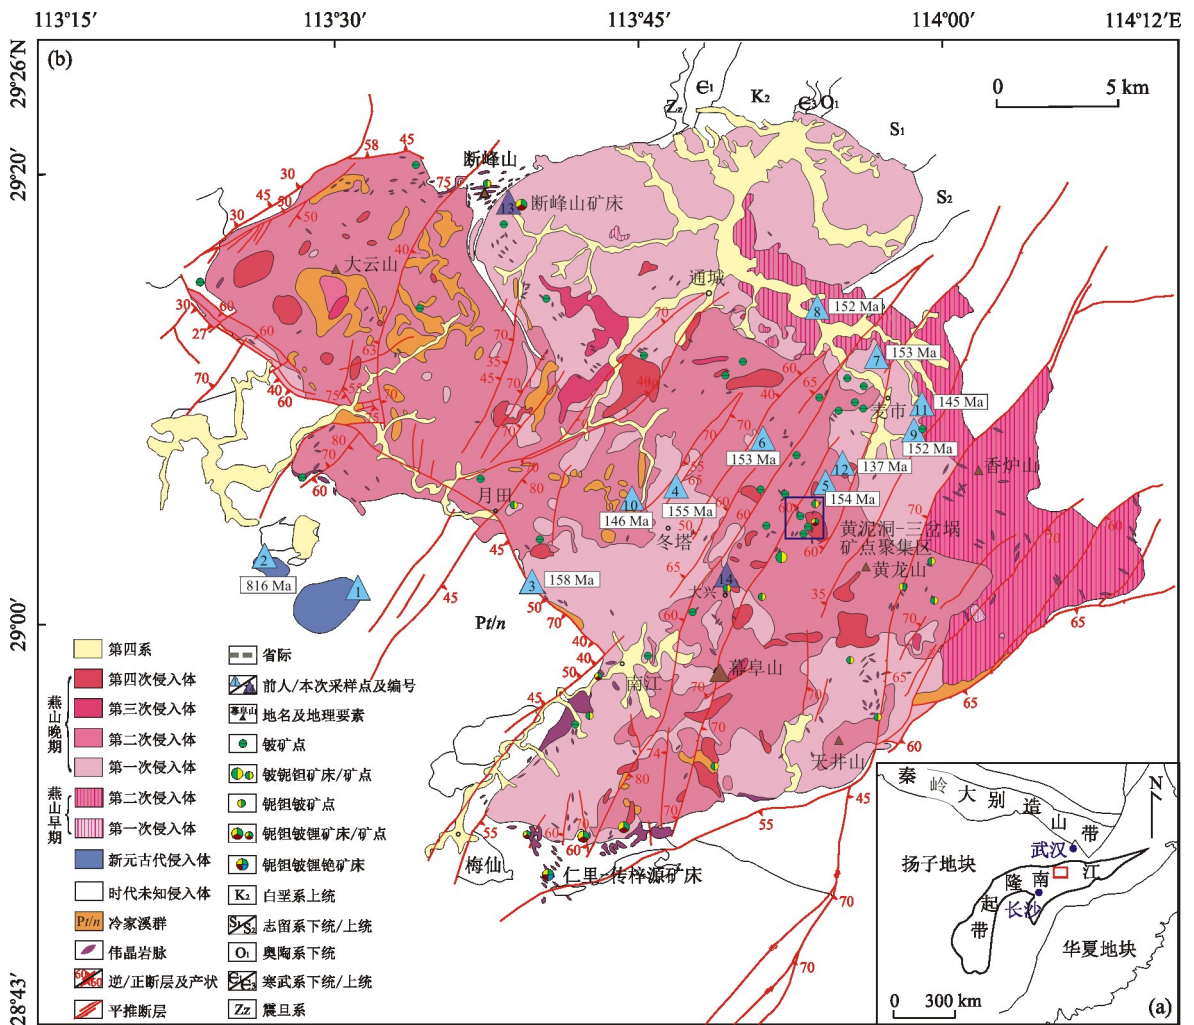 113°15′ 113°30′ 113°45′ 114°00′ 114°12′E
29°26′N
29°20′
29°00′
28°43′
(b)
Zz
Є1
K2
Є3
O1
S1
S2
0 5 km
断峰山
断峰山矿床
13
大云山
通城
8
152 Ma
7
153 Ma
11
145 Ma
麦市
9
152 Ma
6
153 Ma
12
137 Ma
香炉山
5
154 Ma
4
155 Ma
10
146 Ma
月田
冬塔
黄泥洞-三岔埚
矿点聚集区
黄龙山
2
816 Ma
1
3
158 Ma
14
大兴
Pt/n
幕阜山
南江
天井山
梅仙
仁里-传梓源矿床
第四系
燕山晚期
第四次侵入体
第三次侵入体
第二次侵入体
第一次侵入体
燕山早期
第二次侵入体
第一次侵入体
新元古代侵入体
时代未知侵入体
Pt/n 冷家溪群
伟晶岩脉
60 60 逆/正断层及产状
平推断层
省际
前人/本次采样点及编号
幕阜山 地名及地理要素
铍矿点
铍铌钽矿床/矿点
铌钽铍矿点
铌钽铍锂矿床/矿点
铌钽铍锂铯矿床
K2 白垩系上统
S1 S2 志留系下统/上统
O1 奥陶系下统
Є1 Є3 寒武系下统/上统
Zz 震旦系
秦岭大别造山带
N
武汉
扬子地块
江南隆起带
长沙
华夏地块
0 300 km
(a)